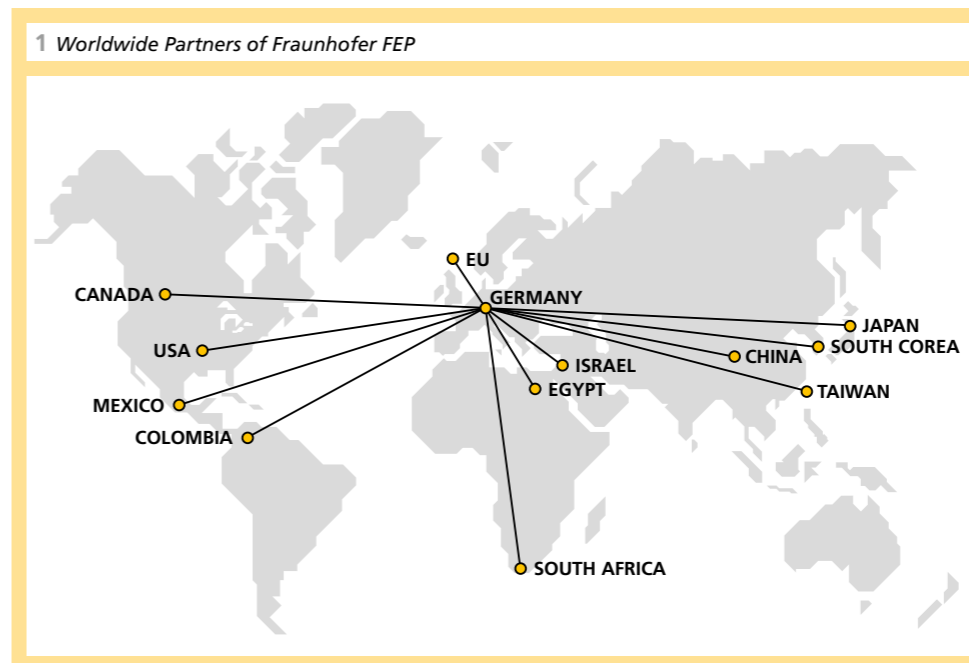 1 Worldwide Partners of Fraunhofer FEP
EU
CANADA
GERMANY
JAPAN
USA
CHINA
SOUTH COREA
ISRAEL
MEXICO
EGYPT
TAIWAN
COLOMBIA
SOUTH AFRICA